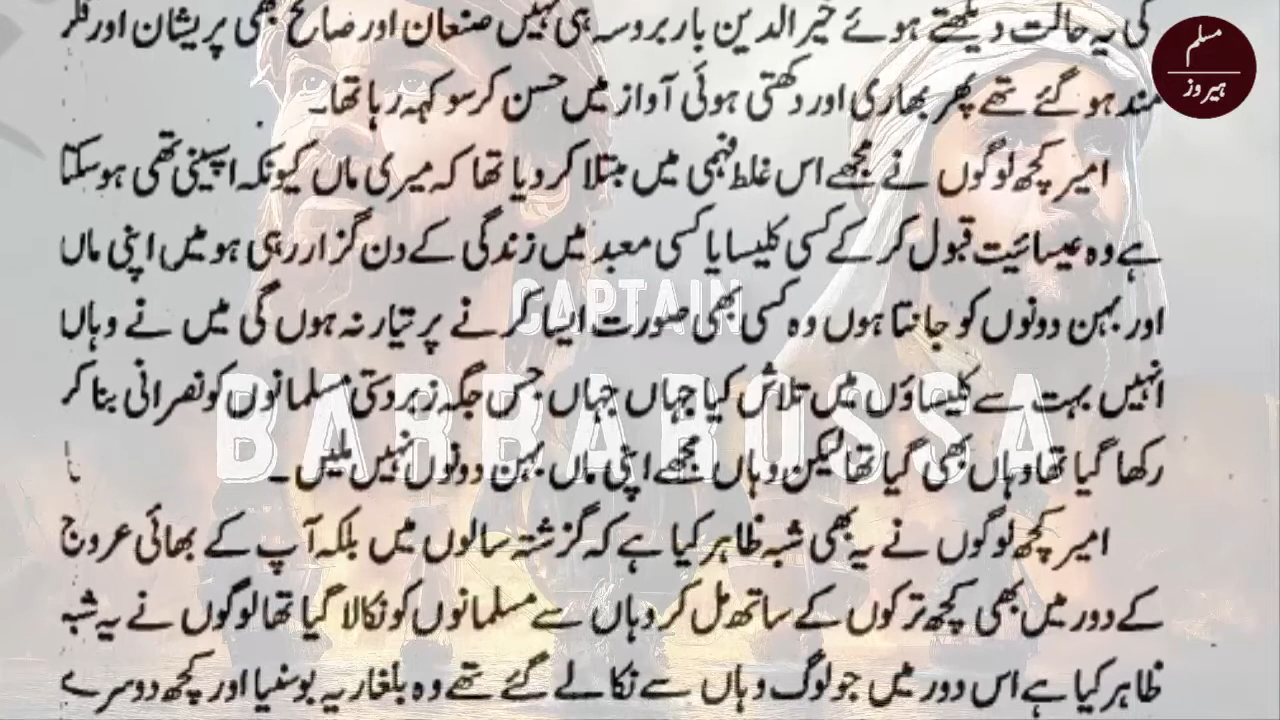 کی یہ حالت دیکھتے ہوئے خیر الدین باربروسہ ہی نہیں صنعان اور صالح بھی پریشان اور فکر
مند ہو گئے تھے پھر بھاری اور دکھتی ہوئی آواز میں حسن کرسو کہہ رہا تھا۔
امیر کچھ لوگوں نے مجھے اس غلط فہمی میں مبتلا کر دیا تھا کہ میری ماں کیونکہ اسپینی تھی ہو سکتا
ہے وہ عیسائیت قبول کر کے کسی کلیسا یا کسی معبد میں زندگی کے دن گزار رہی ہو میں اپنی ماں
اور بہن دونوں کو جانتا ہوں وہ کسی بھی صورت ایسا کرنے پر تیار نہ ہوں گی میں نے وہاں
انہیں بہت سے کلیساؤں میں تلاش کیا جہاں جہاں جس جگہ زبردستی مسلمانوں کو نصرانی بنا کر
رکھا گیا تھا وہاں بھی گیا تھا لیکن وہاں مجھے اپنی ماں بہن دونوں نہیں ملیں۔
امیر کچھ لوگوں نے یہ بھی شبہ ظاہر کیا ہے کہ گزشتہ سالوں میں بلکہ آپ کے بھائی عروج
کے دور میں بھی کچھ ترکوں کے ساتھ مل کر وہاں سے مسلمانوں کو نکالا گیا تھا لوگوں نے یہ شبہ
ظاہر کیا ہے اس دور میں جو لوگ وہاں سے نکالے گئے تھے وہ بلغاریہ بوسنیا اور کچھ دوسرے
مسلم
ہیروز
CAPTAIN
BARBAROSSA